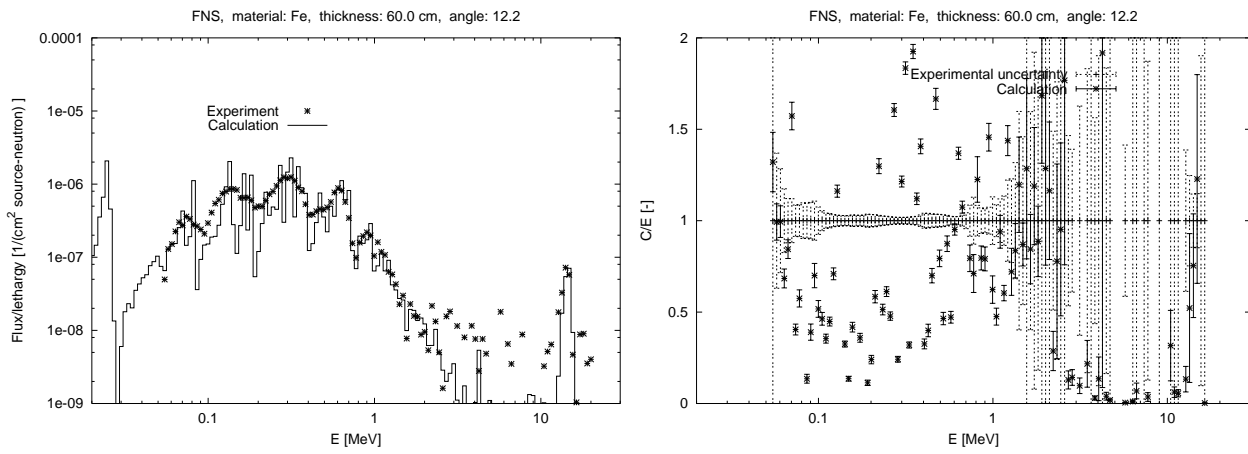 FNS, material: Fe, thickness: 60.0 cm, angle: 12.2
0.0001
1e-05
1e-06
1e-07
1e-08
1e-09
Flux/lethargy [1/(cm² source-neutron) ]
Experiment
Calculation
0.1
1
10
E [MeV]
FNS, material: Fe, thickness: 60.0 cm, angle: 12.2
2
1.5
1
0.5
0
C/E [-]
Experimental uncertainty
Calculation
0.1
1
10
E [MeV]